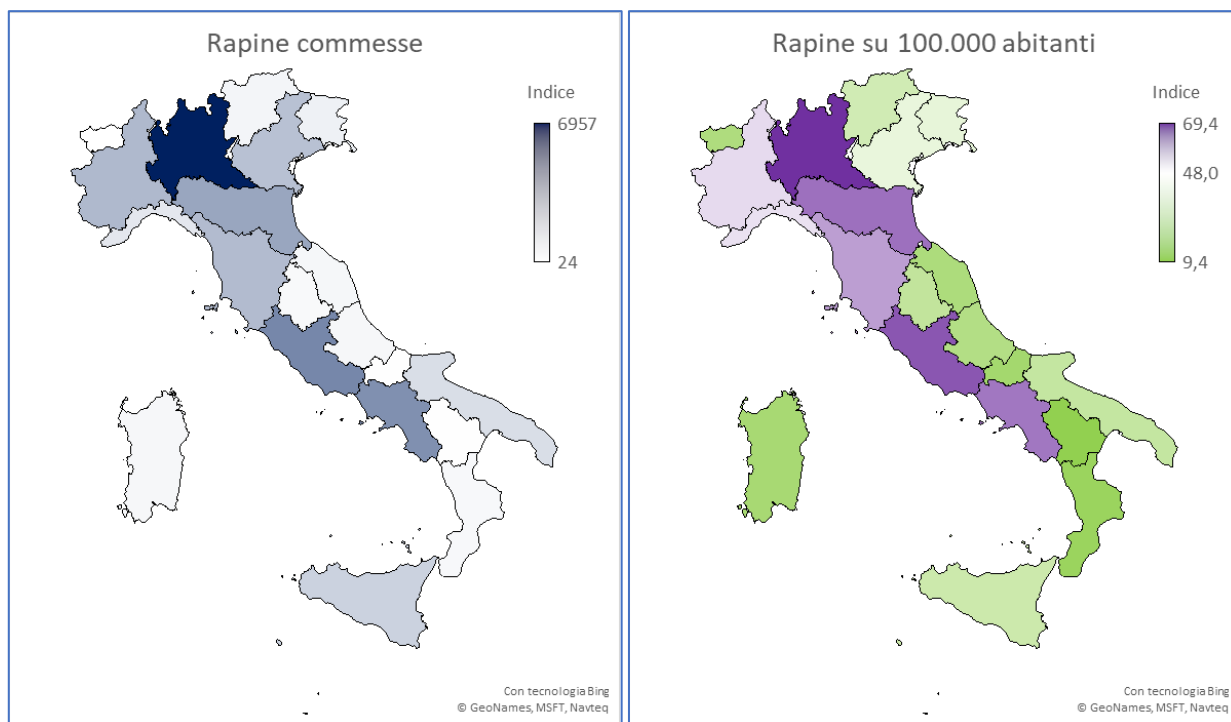 Rapine commesse
Indice
6957
24
Con tecnologia Bing
© GeoNames, MSFT, Navteq
Rapine su 100.000 abitanti
Indice
69,4
48,0
9,4
Con tecnologia Bing
© GeoNames, MSFT, Navteq